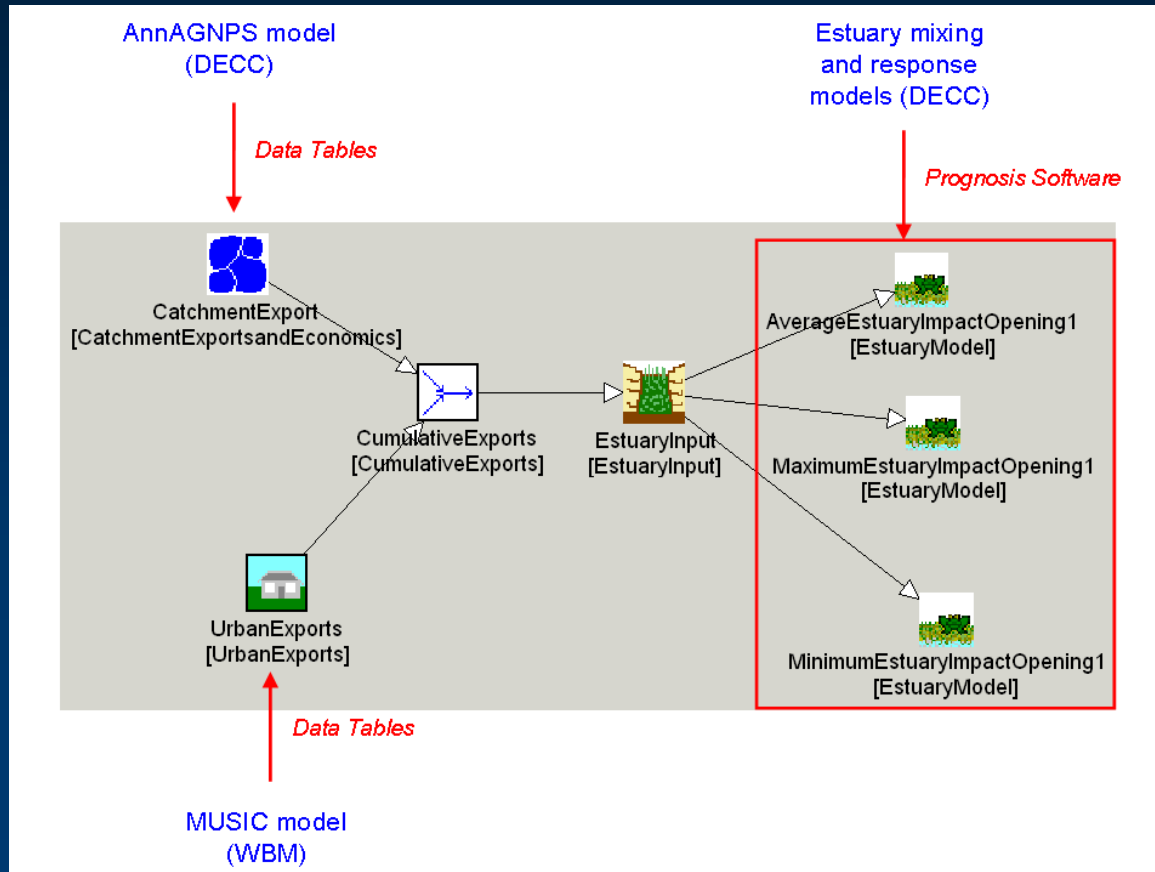 AnnAGNPS model
(DECC)
Estuary mixing
and response
models (DECC)
Data Tables
Prognosis Software
CatchmentExport
[CatchmentExportsandEconomics]
AverageEstuaryImpactOpening1
[EstuaryModel]
CumulativeExports
[CumulativeExports]
EstuaryInput
[EstuaryInput]
MaximumEstuaryImpactOpening1
[EstuaryModel]
UrbanExports
[UrbanExports]
MinimumEstuaryImpactOpening1
[EstuaryModel]
Data Tables
MUSIC model
(WBM)